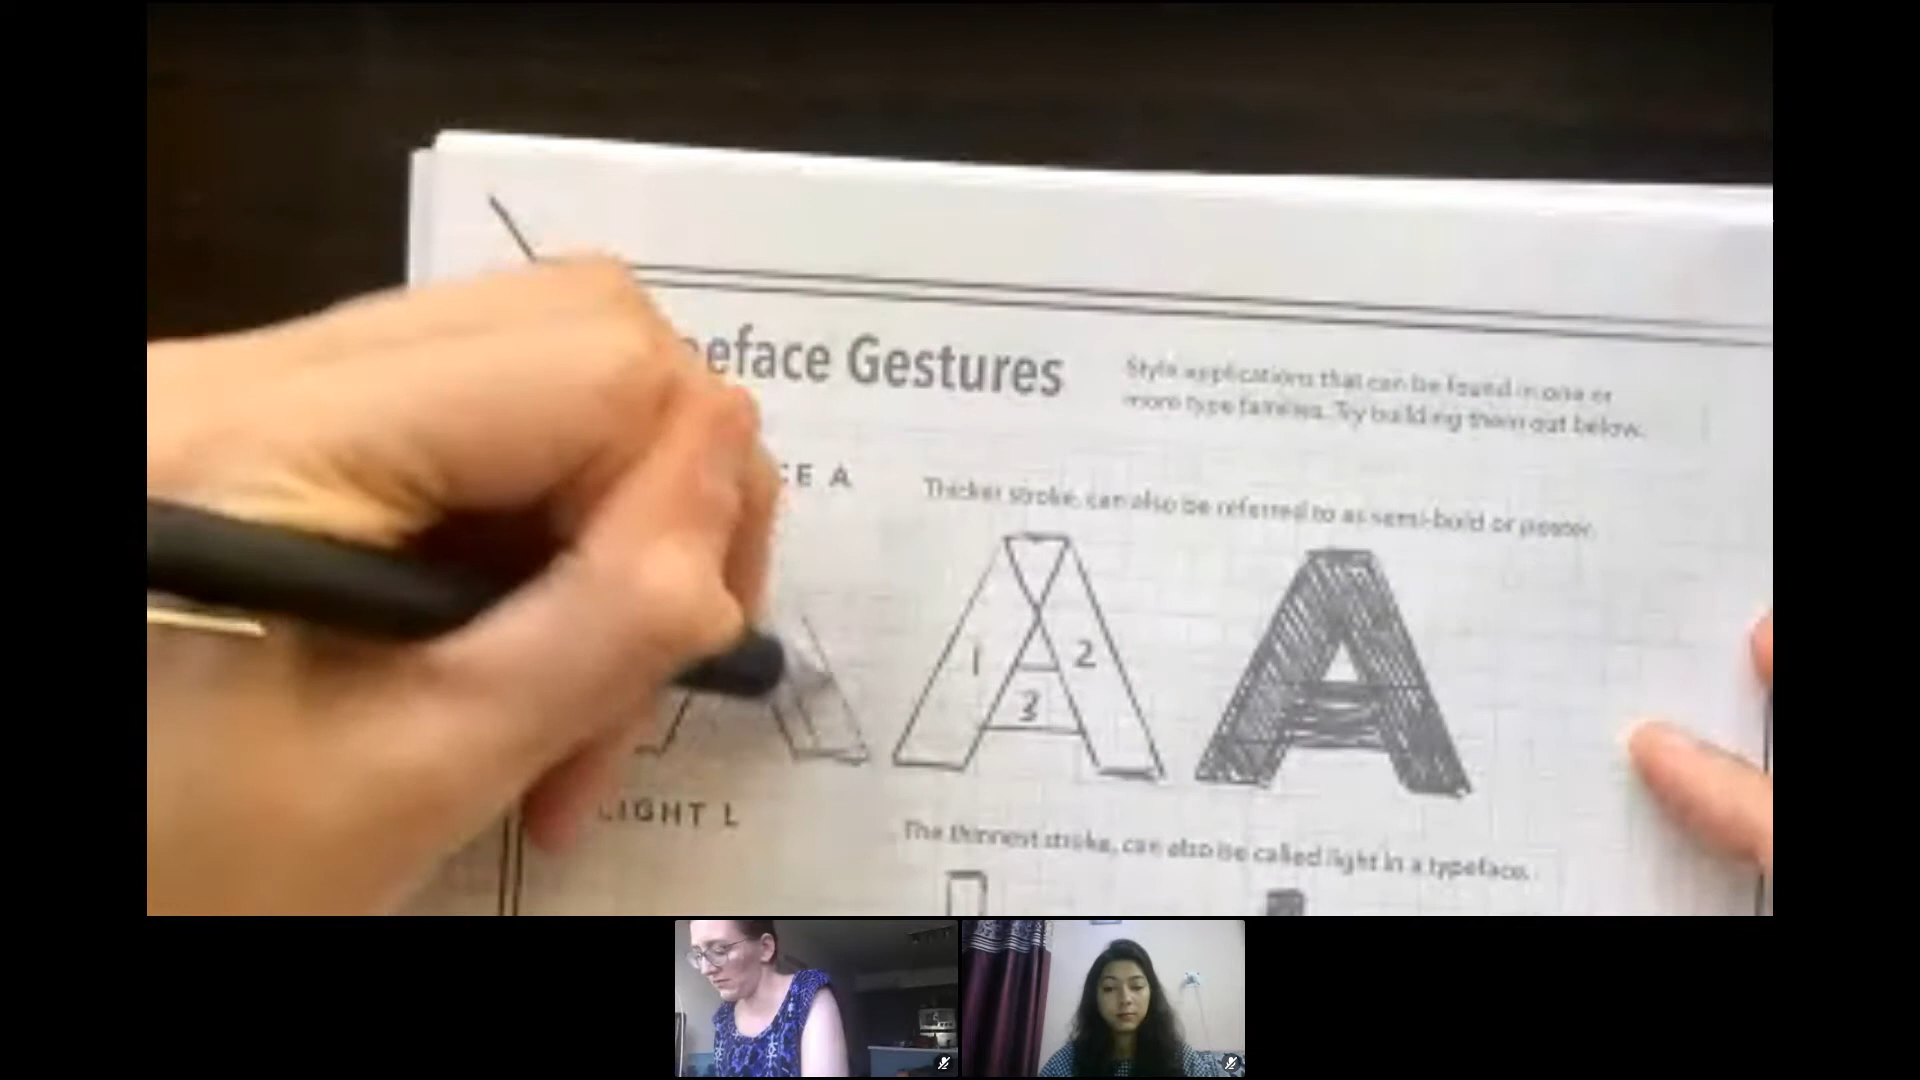 eface Gestures
Style applications that can be found in one or
more type families. Try building them out below.
CE A
Thicker stroke, can also be referred to as semi-bold or poster.
1
2
3
LIGHT L
The thinnest stroke, can also be called light in a typeface.